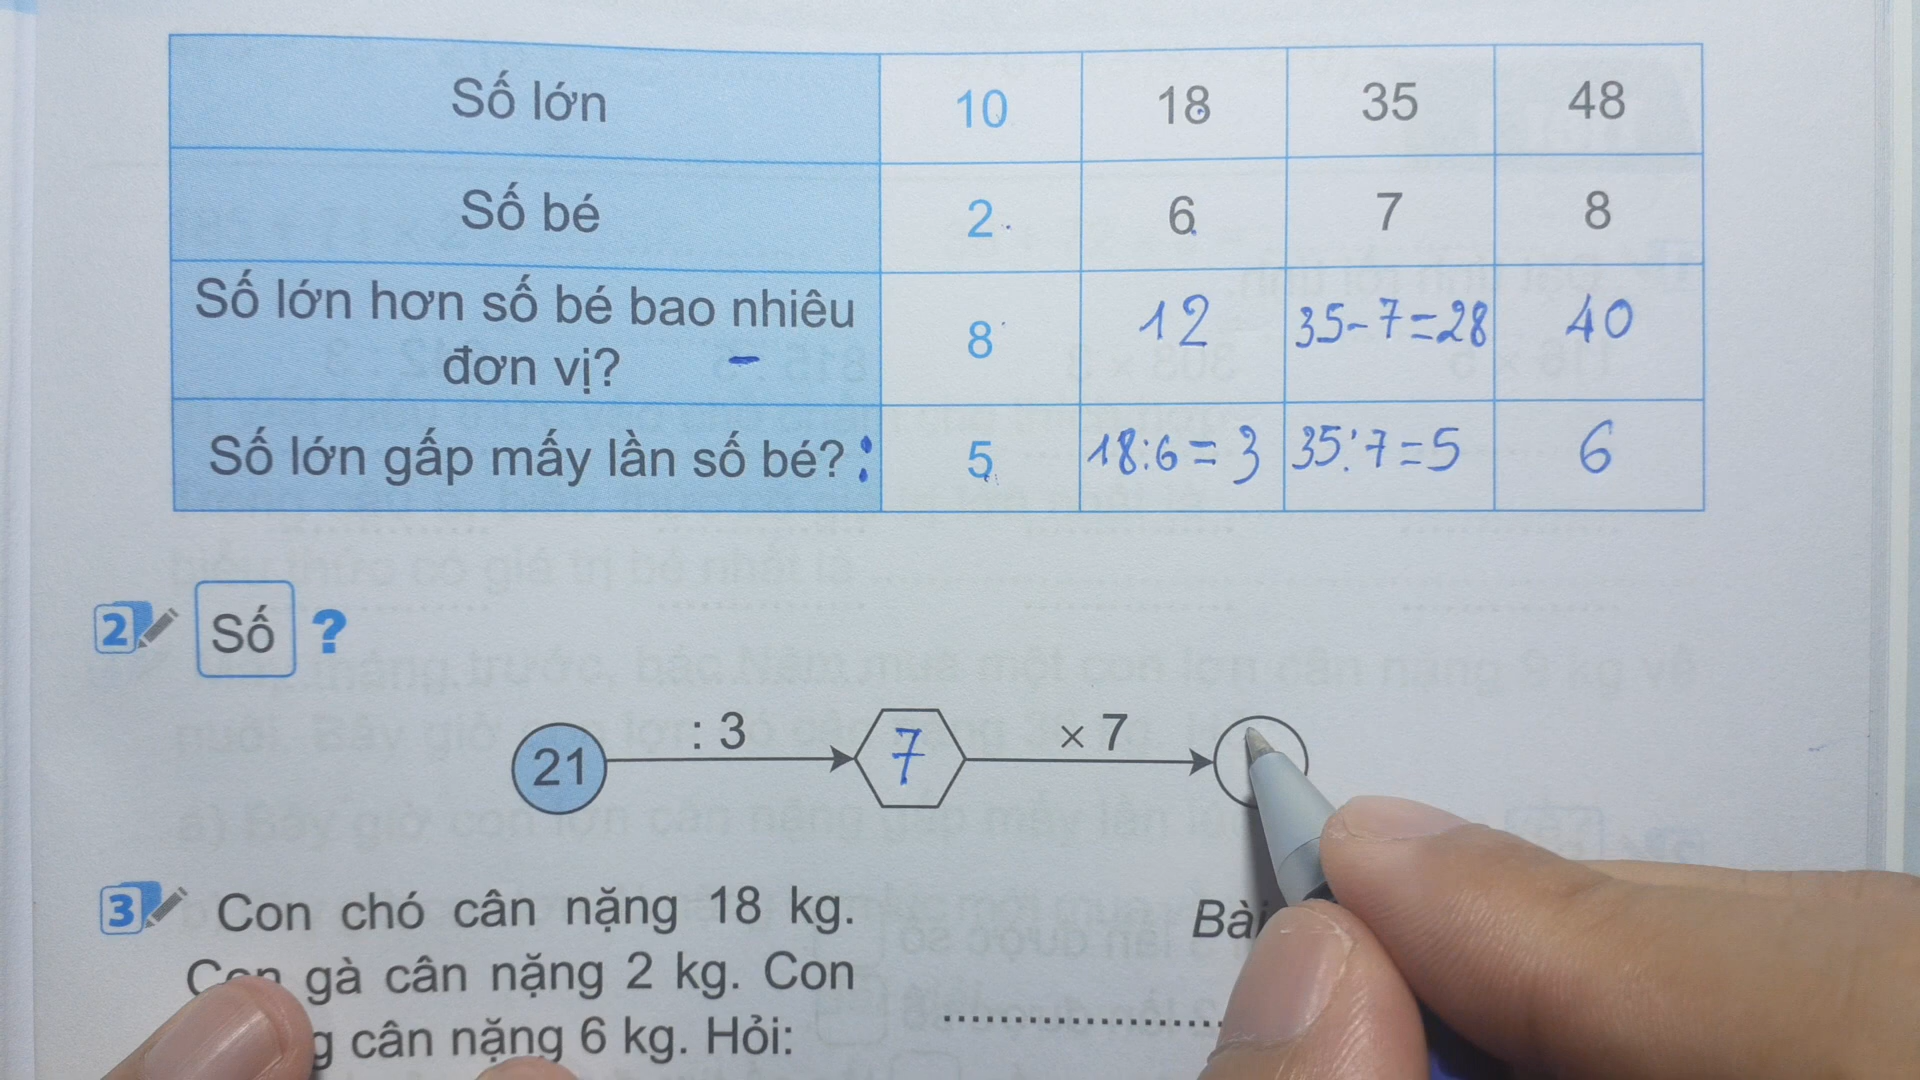 Số lớn 10 18 35 48
Số bé 2 6 7 8
Số lớn hơn số bé bao nhiêu
đơn vị? - 8 12 35-7=28 40
Số lớn gấp mấy lần số bé? : 5 18:6=3 35:7=5 6
2 Số ?
21 : 3 7 × 7
3 Con chó cân nặng 18 kg.
Con gà cân nặng 2 kg. Con
cân nặng 6 kg. Hỏi:
Bài